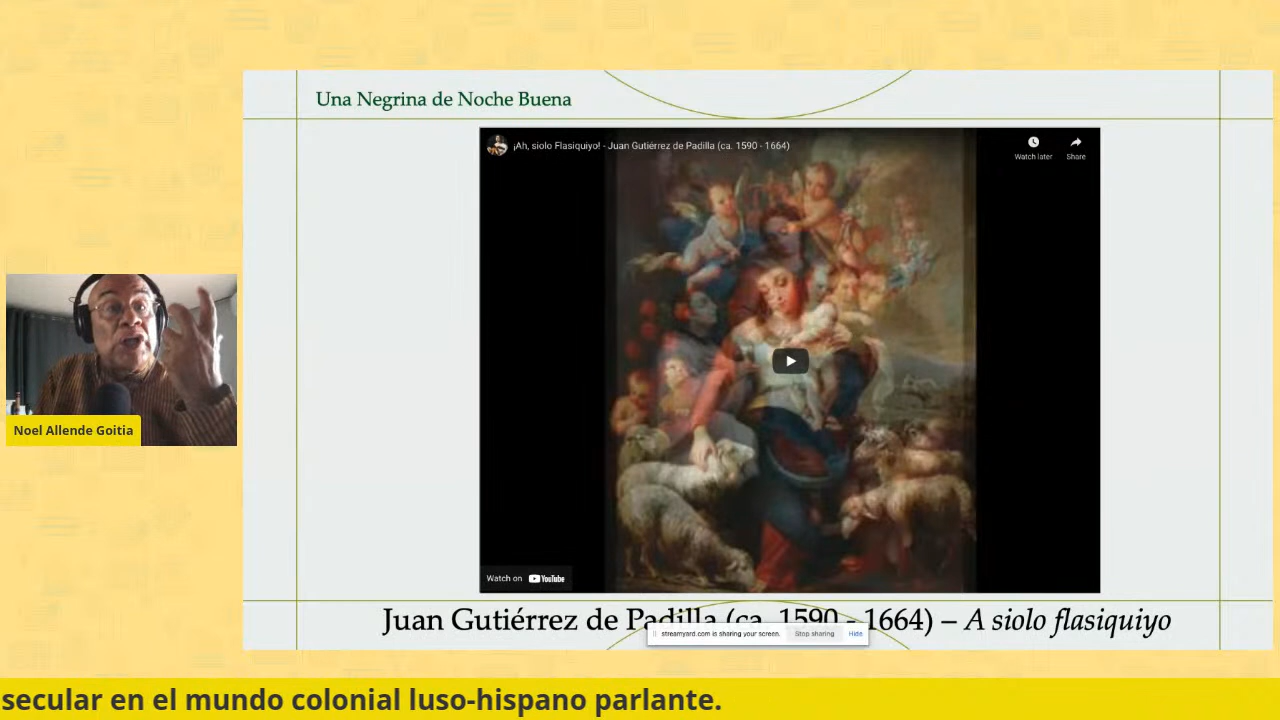 Una Negrina de Noche Buena
¡Ah, siolo Flasiquiyo! - Juan Gutiérrez de Padilla (ca. 1590 - 1664)
Watch later
Share
Noel Allende Goitia
Watch on YouTube
Juan Gutiérrez de Padilla (ca. 1590 - 1664) – A siolo flasiquiyo
streamyard.com is sharing your screen.
Stop sharing
Hide
secular en el mundo colonial luso-hispano parlante.